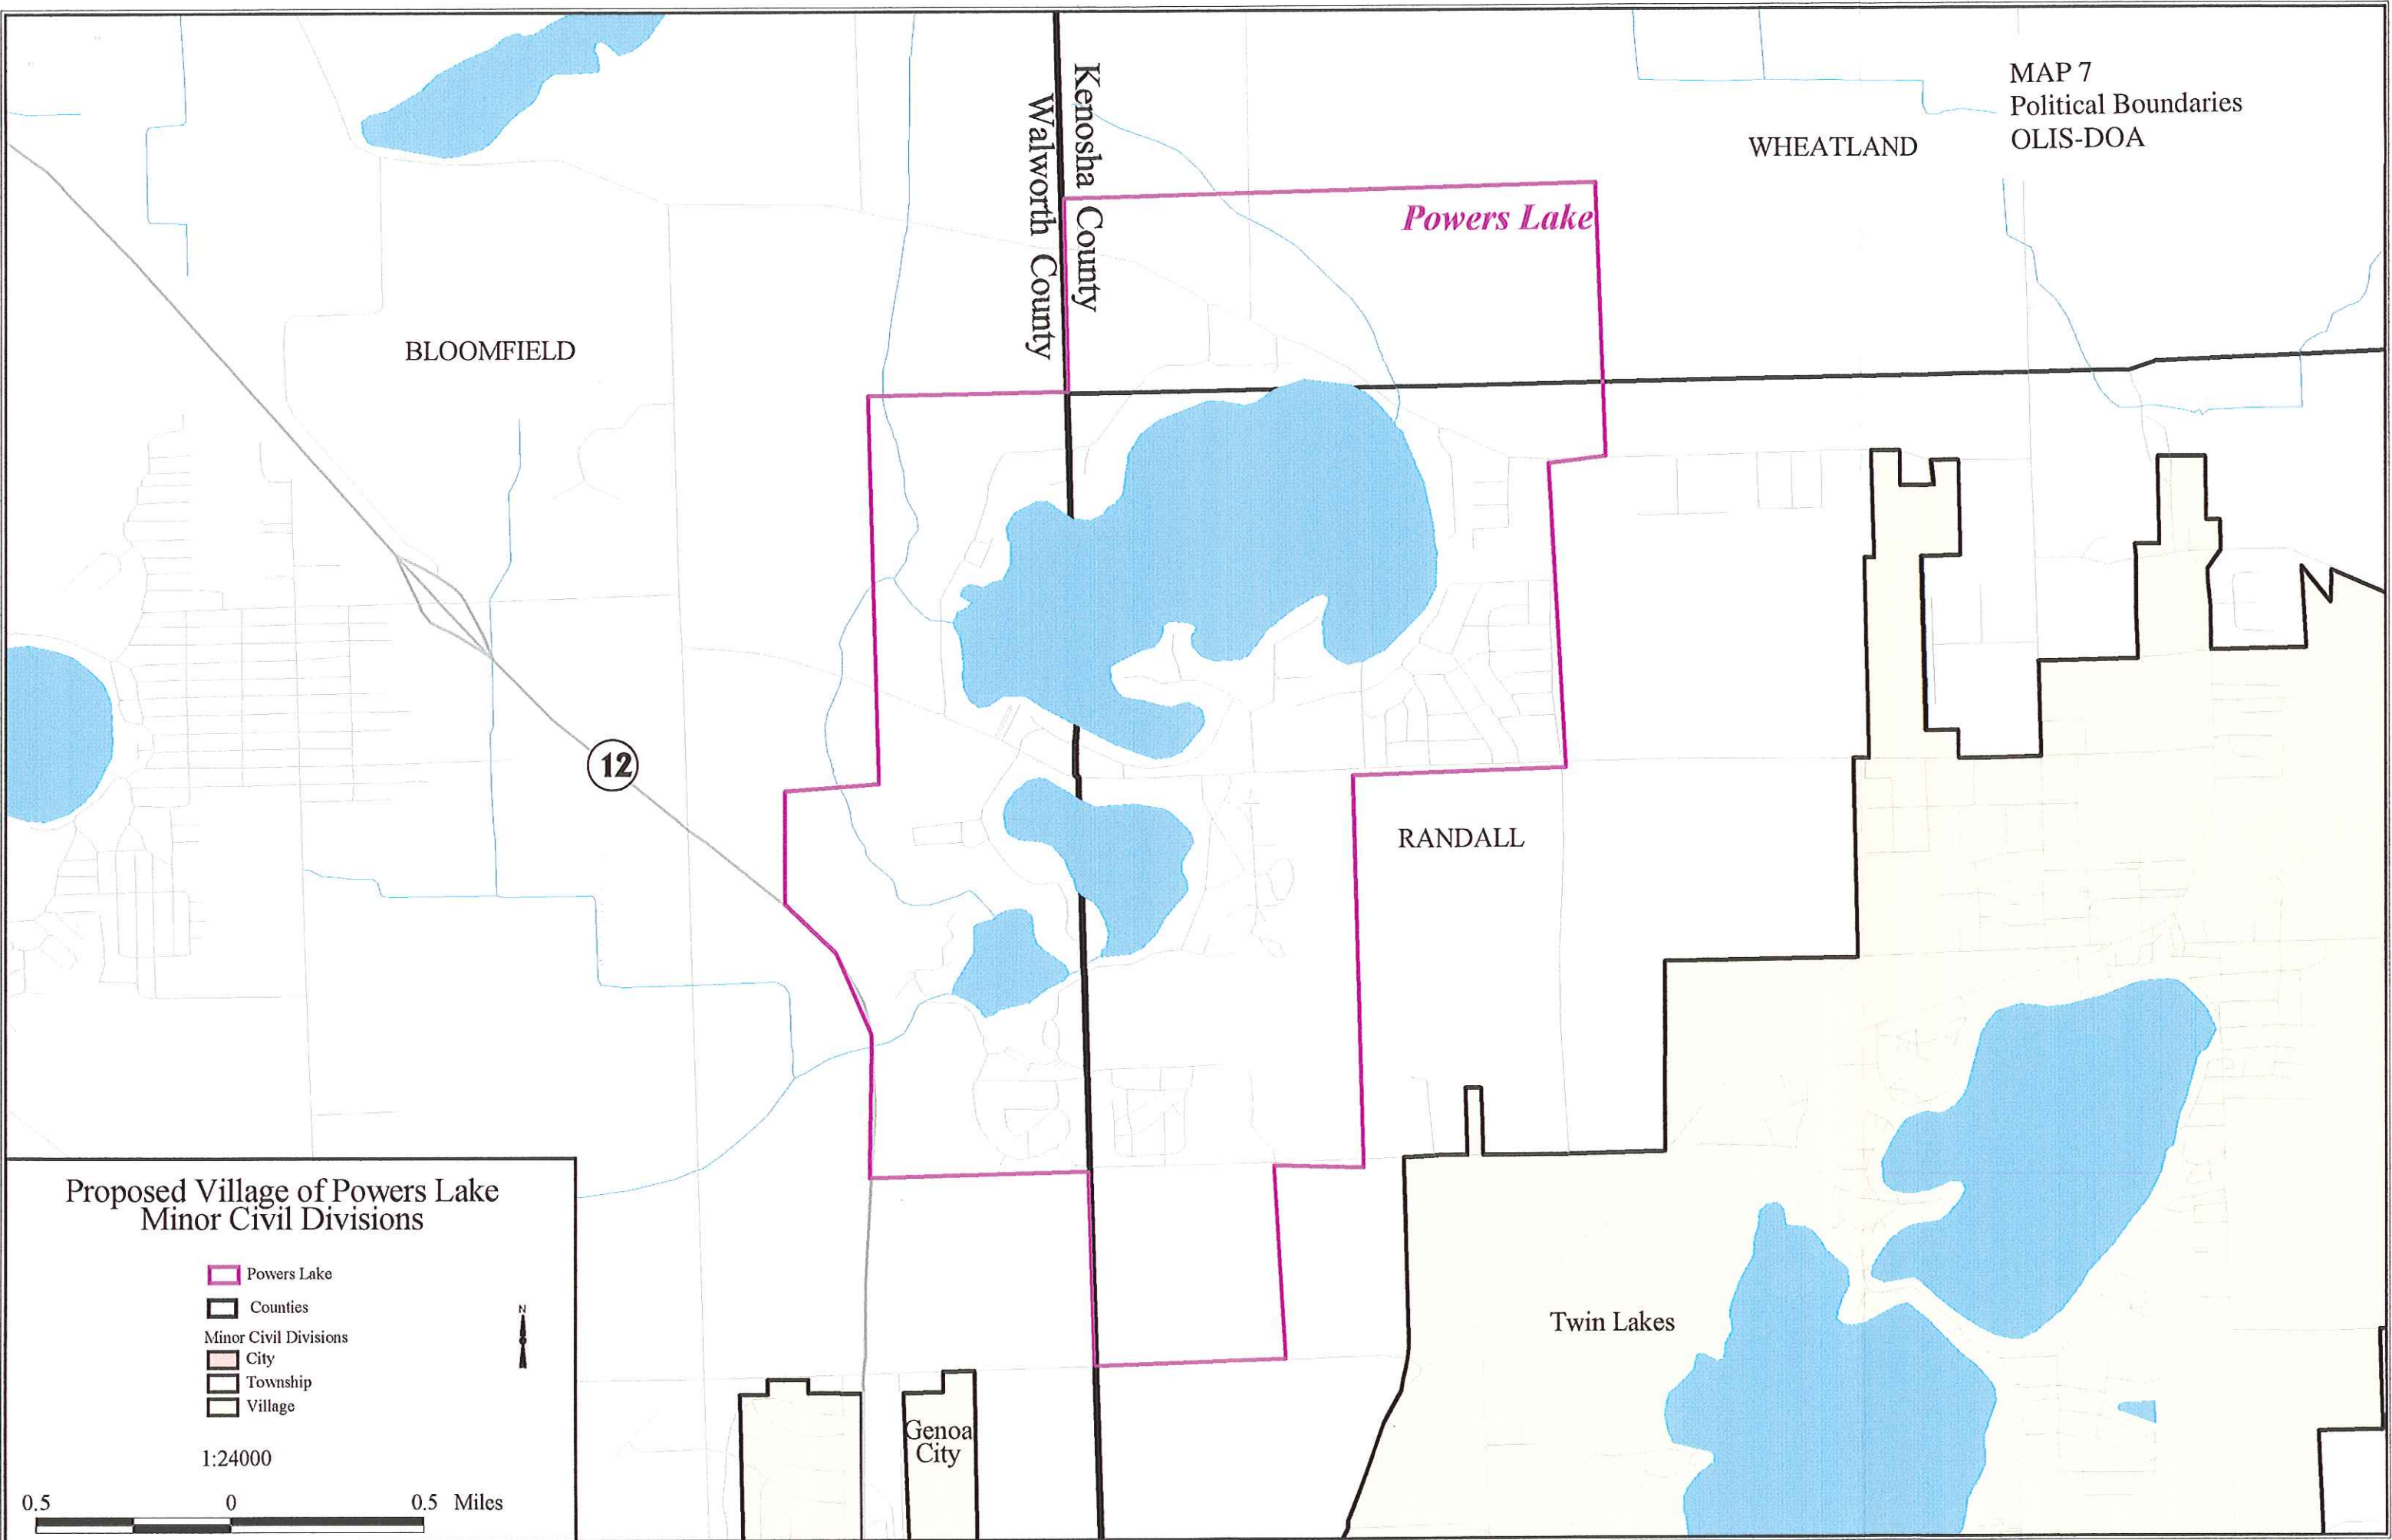 MAP 7
Political Boundaries
OLIS-DOA
Kenosha County
Walworth County
WHEATLAND
Powers Lake
BLOOMFIELD
12
RANDALL
Twin Lakes
Genoa
City
Proposed Village of Powers Lake
Minor Civil Divisions
Powers Lake
Counties
Minor Civil Divisions
City
Township
Village
N
1:24000
0.5 0 0.5 Miles